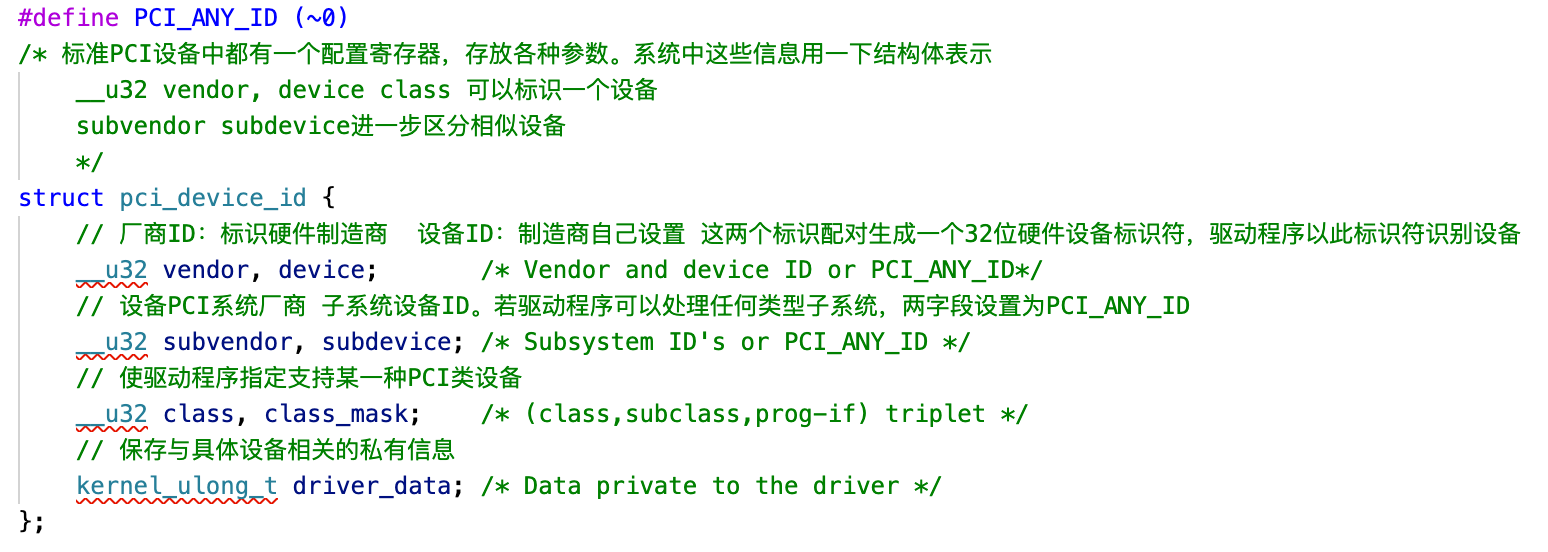 #define PCI_ANY_ID (~0)
/* 标准PCI设备中都有一个配置寄存器，存放各种参数。系统中这些信息用一下结构体表示
    __u32 vendor, device class 可以标识一个设备
    subvendor subdevice进一步区分相似设备
    */
struct pci_device_id {
    // 厂商ID：标识硬件制造商  设备ID：制造商自己设置 这两个标识配对生成一个32位硬件设备标识符，驱动程序以此标识符识别设备
    __u32 vendor, device;       /* Vendor and device ID or PCI_ANY_ID*/
    // 设备PCI系统厂商 子系统设备ID。若驱动程序可以处理任何类型子系统，两字段设置为PCI_ANY_ID
    __u32 subvendor, subdevice; /* Subsystem ID's or PCI_ANY_ID */
    // 使驱动程序指定支持某一种PCI类设备
    __u32 class, class_mask;    /* (class,subclass,prog-if) triplet */
    // 保存与具体设备相关的私有信息
    kernel_ulong_t driver_data; /* Data private to the driver */
};